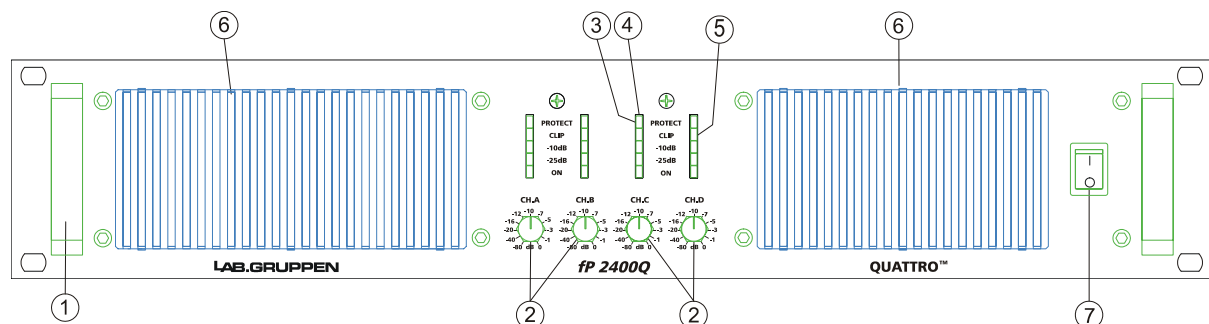 6 3 4 5 6
PROTECT PROTECT
CLIP CLIP
-10dB -10dB
-25dB -25dB
ON ON
CH.A CH.B CH.C CH.D
-10 -10 -10 -10
-12 -7 -12 -7 -12 -7 -12 -7
-16 -5 -16 -5 -16 -5 -16 -5
-20 -3 -20 -3 -20 -3 -20 -3
-40 -1 -40 -1 -40 -1 -40 -1
-80 dB 0 -80 dB 0 -80 dB 0 -80 dB 0
LAB.GRUPPEN fP 2400Q QUATTRO™
1 2 2 7